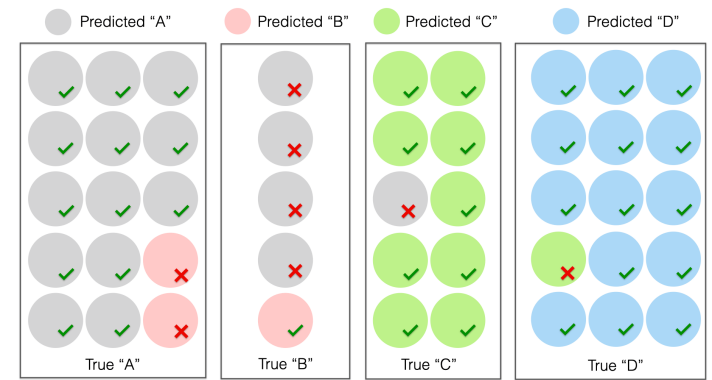 Predicted “A” Predicted “B” Predicted “C” Predicted “D”
True “A” True “B” True “C” True “D”